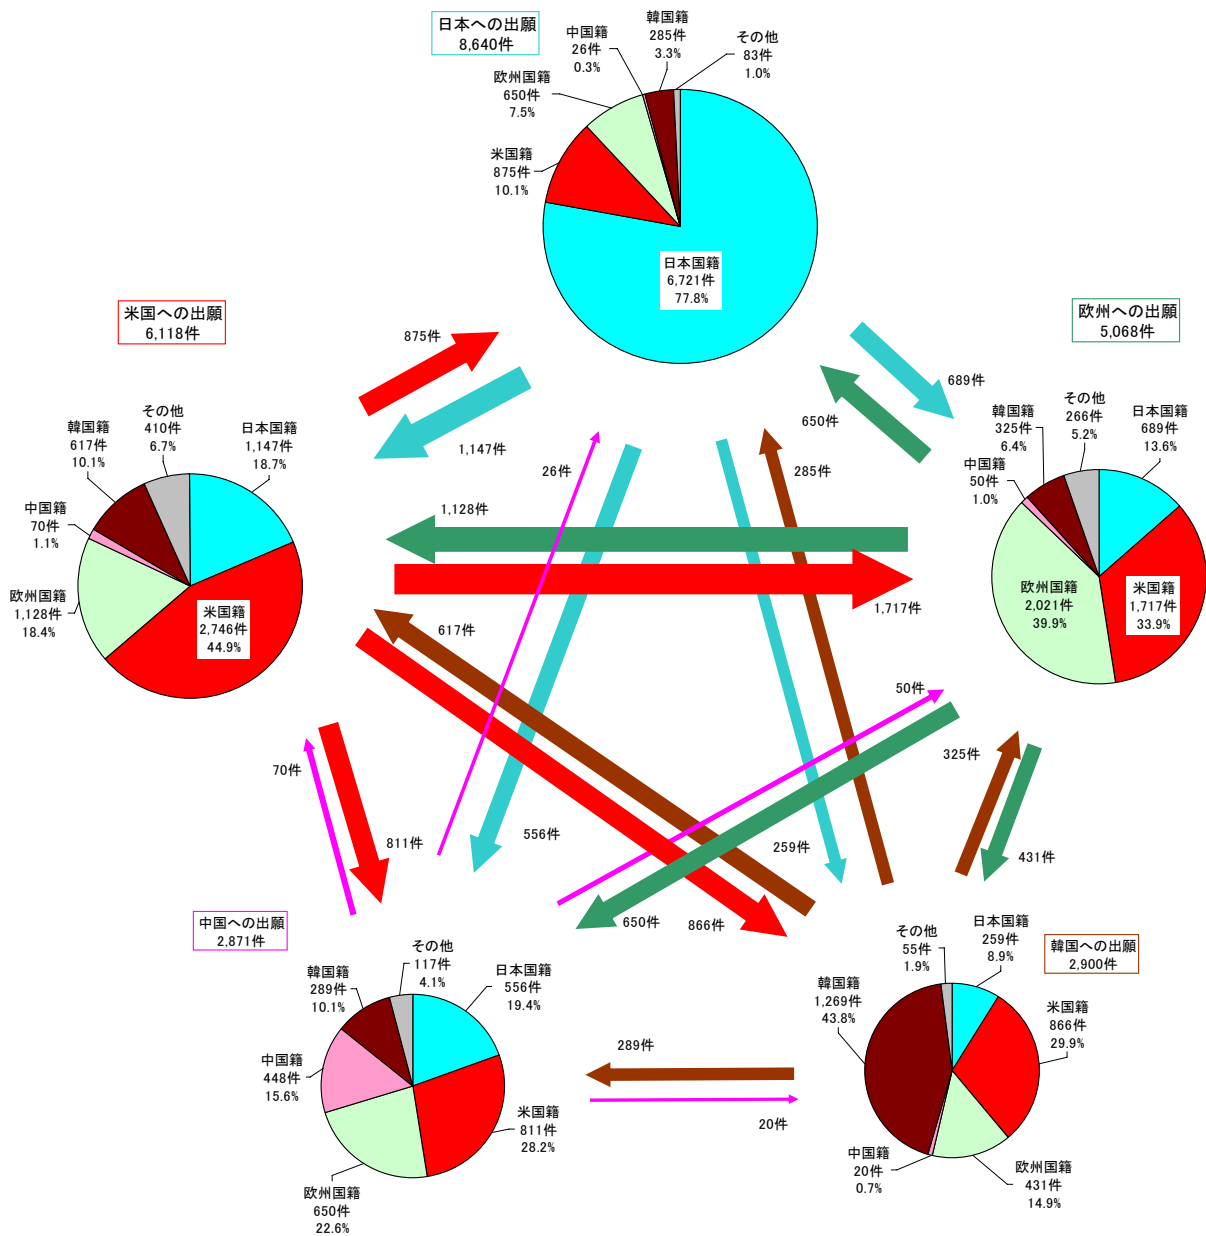 日本への出願
8,640件
中国籍
26件
0.3%
韓国籍
285件
3.3%
その他
83件
1.0%
欧州国籍
650件
7.5%
米国籍
875件
10.1%
日本国籍
6,721件
77.8%
米国への出願
6,118件
欧州への出願
5,068件
875件
1,147件
689件
650件
その他
410件
6.7%
韓国籍
617件
10.1%
日本国籍
1,147件
18.7%
中国籍
70件
1.1%
欧州国籍
1,128件
18.4%
米国籍
2,746件
44.9%
その他
266件
5.2%
韓国籍
325件
6.4%
日本国籍
689件
13.6%
中国籍
50件
1.0%
欧州国籍
2,021件
39.9%
米国籍
1,717件
33.9%
26件
285件
1,128件
1,717件
617件
50件
70件
811件
556件
259件
325件
431件
650件
866件
中国への出願
2,871件
韓国への出願
2,900件
その他
117件
4.1%
韓国籍
289件
10.1%
日本国籍
556件
19.4%
中国籍
448件
15.6%
米国籍
811件
28.2%
欧州国籍
650件
22.6%
289件
20件
その他
55件
1.9%
日本国籍
259件
8.9%
韓国籍
1,269件
43.8%
米国籍
866件
29.9%
中国籍
20件
0.7%
欧州国籍
431件
14.9%